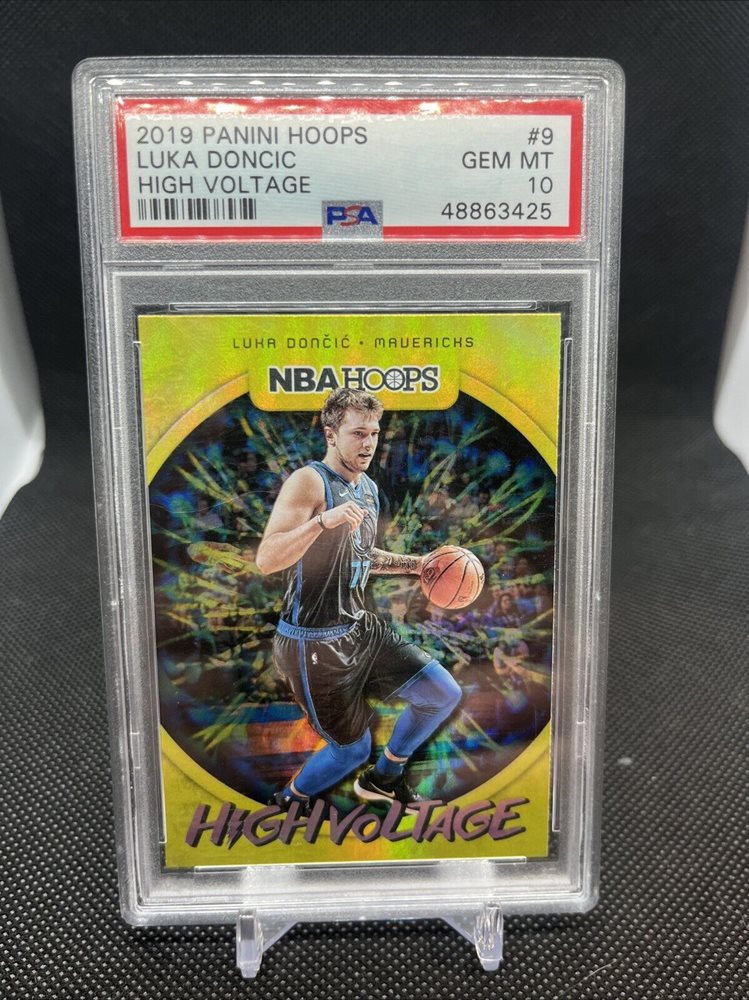 2019 PANINI HOOPS #9
LUKA DONCIC GEM MT
HIGH VOLTAGE 10
PSA 48863425
LUKA DONČIĆ • MAVERICKS
NBA HOOPS
77
HIGH VOLTAGE